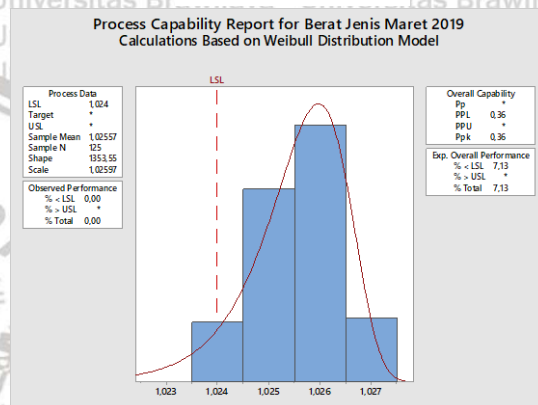 Universitas Brawijaya
Process Capability Report for Berat Jenis Maret 2019
Calculations Based on Weibull Distribution Model
LSL
Process Data
LSL 1,024
Target *
USL *
Sample Mean 1,02557
Sample N 125
Shape 1353,55
Scale 1,02597
Observed Performance
% < LSL 0,00
% > USL *
% Total 0,00
Overall Capability
Pp *
PPL 0,36
PPU *
Ppk 0,36
Exp. Overall Performance
% < LSL 7,13
% > USL *
% Total 7,13
1,023 1,024 1,025 1,026 1,027